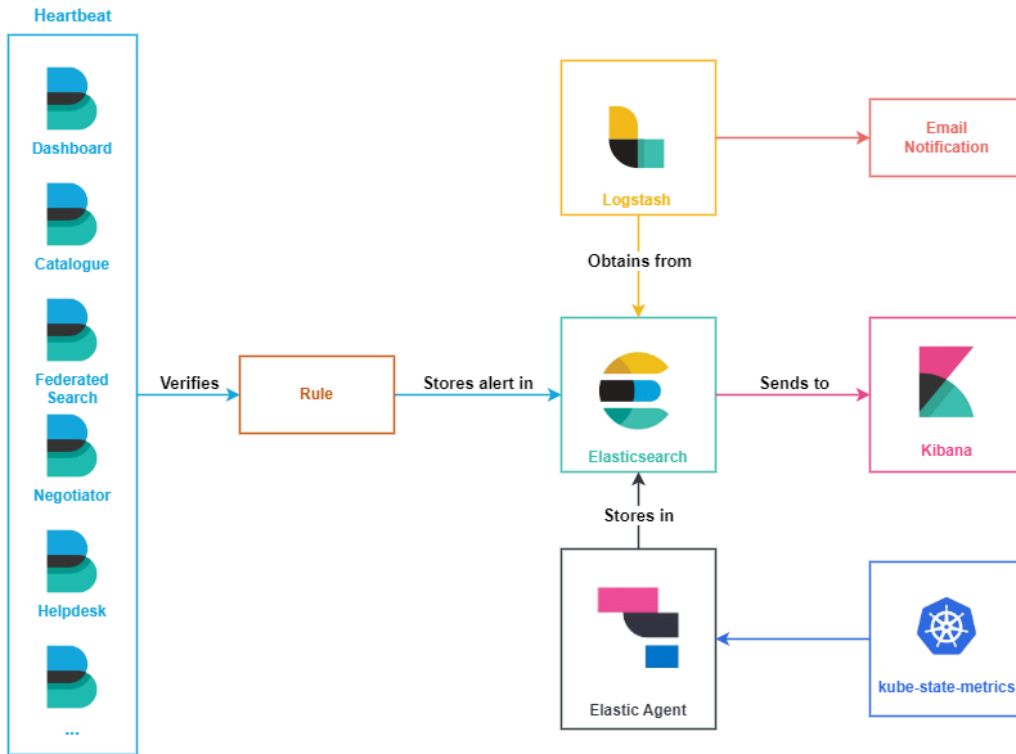 Heartbeat
Dashboard
Catalogue
Federated
Search
Negotiator
Helpdesk
...
Verifies
Rule
Stores alert in
Logstash
Obtains from
Elasticsearch
Stores in
Elastic Agent
Email
Notification
Sends to
Kibana
kube-state-metrics